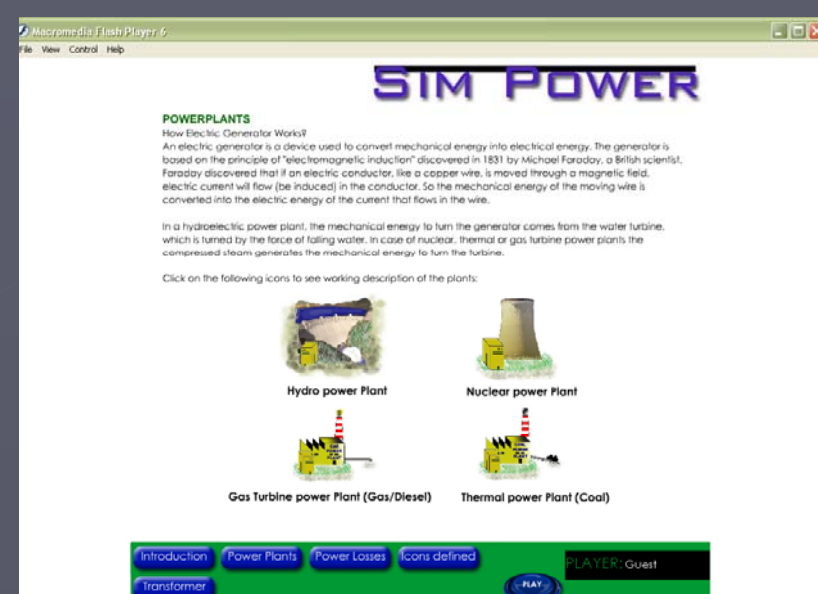 Macromedia Flash Player 6
File View Control Help
SIM POWER
POWERPLANTS
How Electric Generator Works?
An electric generator is a device used to convert mechanical energy into electrical energy. The generator is
based on the principle of "electromagnetic induction" discovered in 1831 by Michael Faraday, a British scientist.
Faraday discovered that if an electric conductor, like a copper wire, is moved through a magnetic field,
electric current will flow (be induced) in the conductor. So the mechanical energy of the moving wire is
converted into the electric energy of the current that flows in the wire.
In a hydroelectric power plant, the mechanical energy to turn the generator comes from the water turbine,
which is turned by the force of falling water. In case of nuclear, thermal or gas turbine power plants the
compressed steam generates the mechanical energy to turn the turbine.
Click on the following icons to see working description of the plants:
Hydro power Plant
Nuclear power Plant
Gas Turbine power Plant (Gas/Diesel)
Thermal power Plant (Coal)
Introduction Power Plants Power Losses Icons defined
PLAYER: Guest
Transformer
PLAY